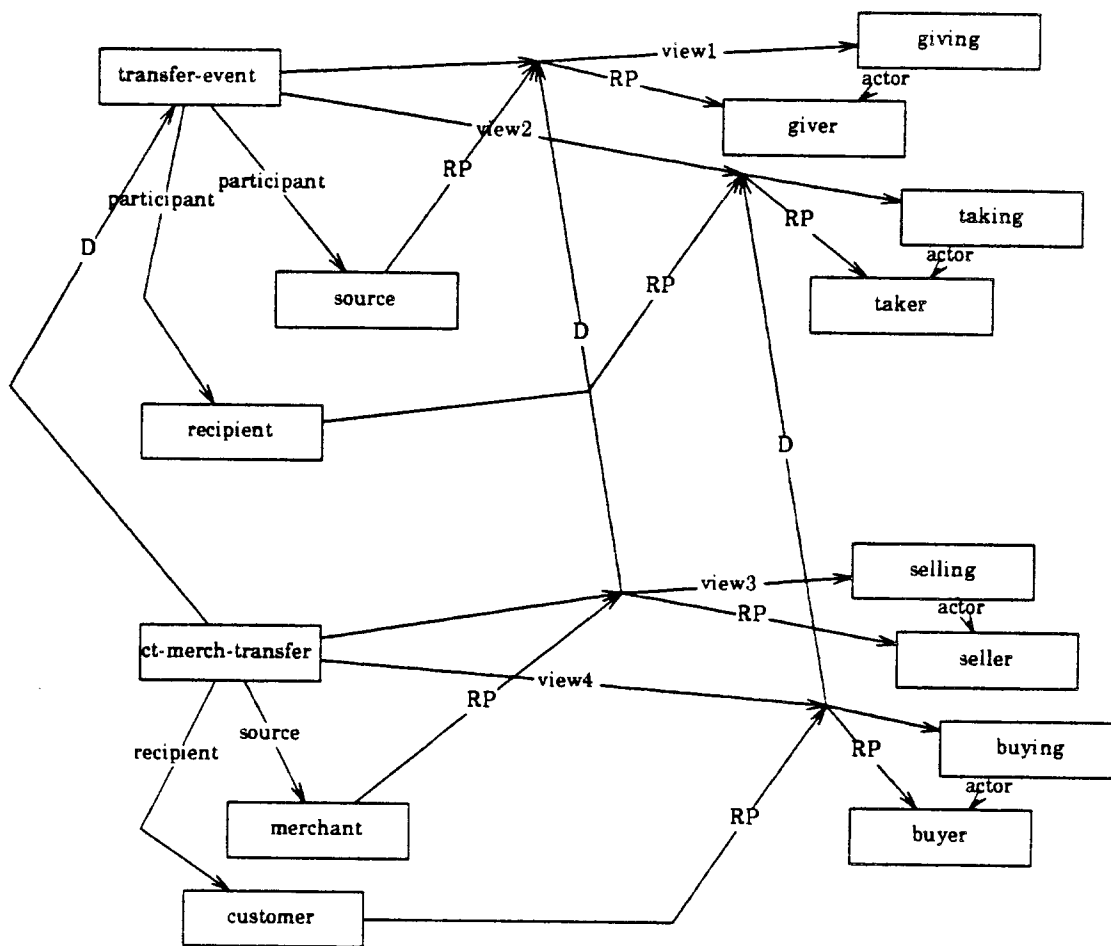 giving
view1
transfer-event
RP
actor
giver
view2
RP
participant
participant
RP
taking
D
actor
source
RP
taker
D
recipient
D
selling
view3
actor
RP
ct-merch-transfer
seller
view4
RP
source
recipient
RP
buying
actor
merchant
RP
buyer
customer